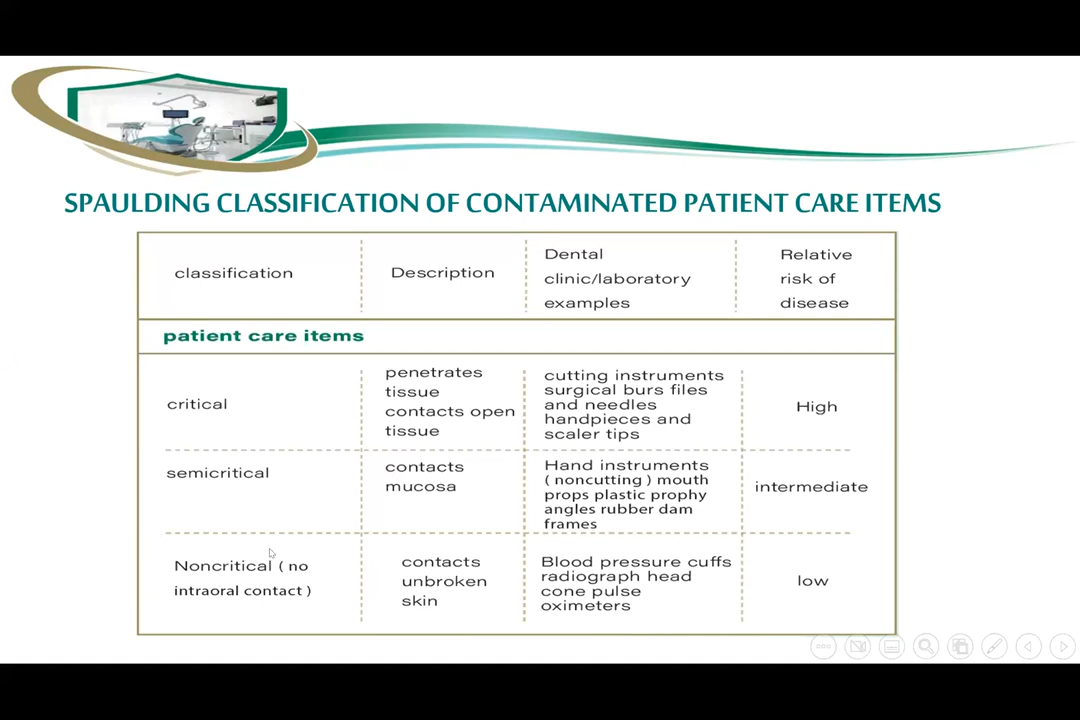 SPAULDING CLASSIFICATION OF CONTAMINATED PATIENT CARE ITEMS
classification
Description
Dental
clinic/laboratory
examples
Relative
risk of
disease
patient care items
critical
penetrates
tissue
contacts open
tissue
cutting instruments
surgical burs files
and needles
handpieces and
scaler tips
High
semicritical
contacts
mucosa
Hand instruments
( noncutting ) mouth
props plastic prophy
angles rubber dam
frames
intermediate
Noncritical ( no
intraoral contact )
contacts
unbroken
skin
Blood pressure cuffs
radiograph head
cone pulse
oximeters
low